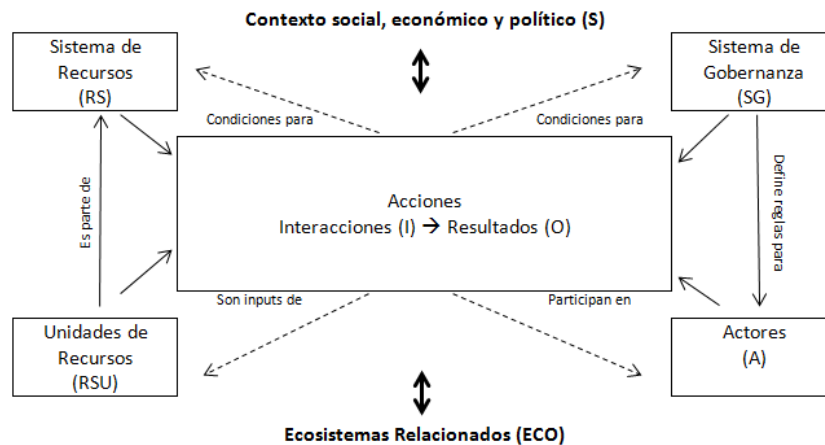 Contexto social, económico y político (S)
Sistema de
Recursos
(RS)
Sistema de
Gobernanza
(SG)
Condiciones para
Condiciones para
Es parte de
Define reglas para
Acciones
Interacciones (I) → Resultados (O)
Son inputs de
Participan en
Unidades de
Recursos
(RSU)
Actores
(A)
Ecosistemas Relacionados (ECO)